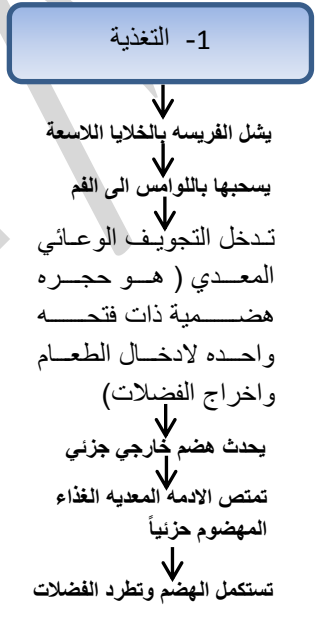 1- التغذية
يشل الفريسه بالخلايا اللاسعة
يسحبها باللوامس الى الفم
تدخل التجويف الوعائي
المعدي ( هو حجره
هضمية ذات فتحه
واحده لادخال الطعام
واخراج الفضلات)
يحدث هضم خارجي جزئي
تمتص الادمه المعديه الغذاء
المهضوم حزئياً
تستكمل الهضم وتطرد الفضلات